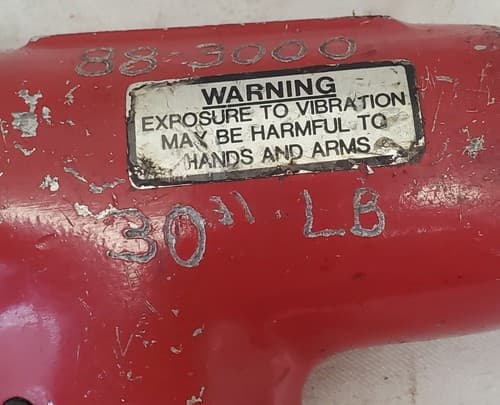 88-3000
WARNING
EXPOSURE TO VIBRATION
MAY BE HARMFUL TO
HANDS AND ARMS
30" LB